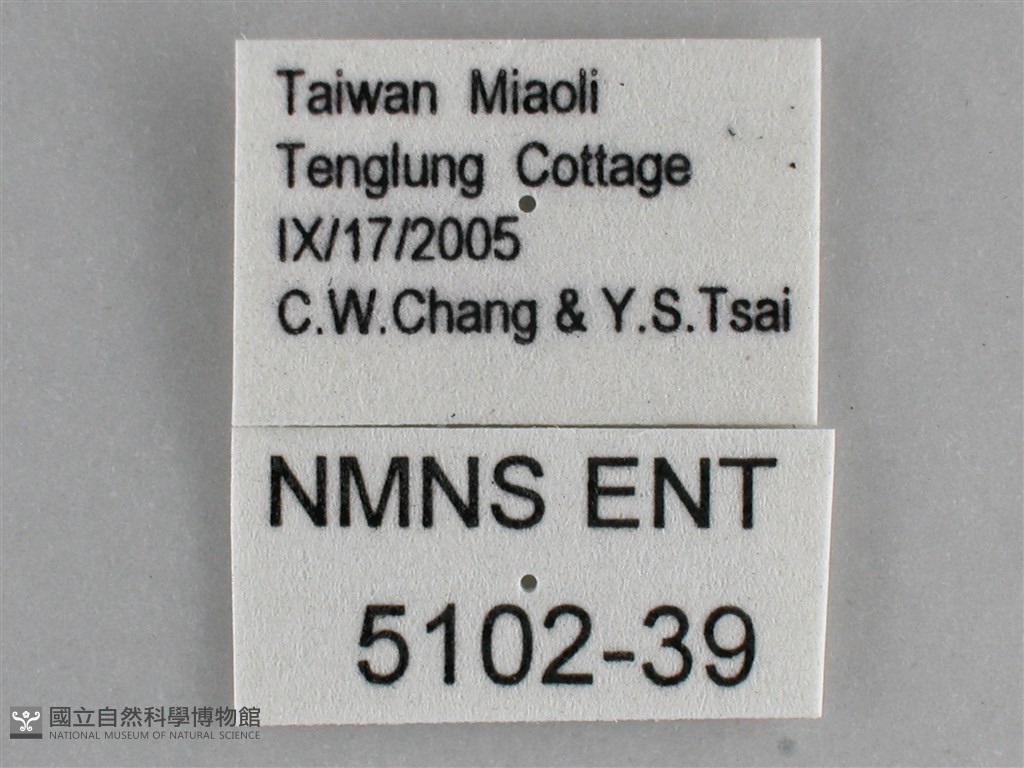 Taiwan Miaoli
Tenglung Cottage
IX/17/2005
C.W.Chang & Y.S.Tsai
NMNS ENT
5102-39
國立自然科學博物館
NATIONAL MUSEUM OF NATURAL SCIENCE